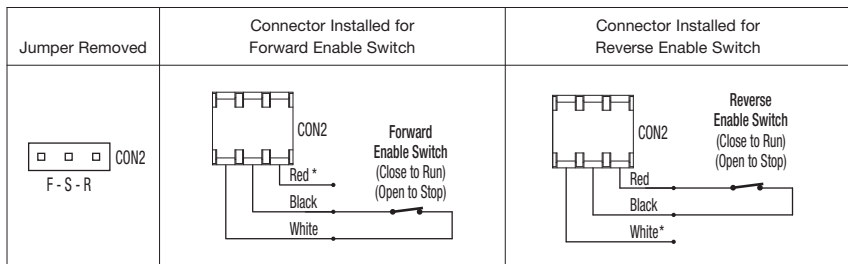 Jumper Removed
Connector Installed for
Forward Enable Switch
Connector Installed for
Reverse Enable Switch
CON2
F - S - R
CON2
Forward
Enable Switch
(Close to Run)
(Open to Stop)
Red *
Black
White
CON2
Reverse
Enable Switch
(Close to Run)
(Open to Stop)
Red
Black
White*